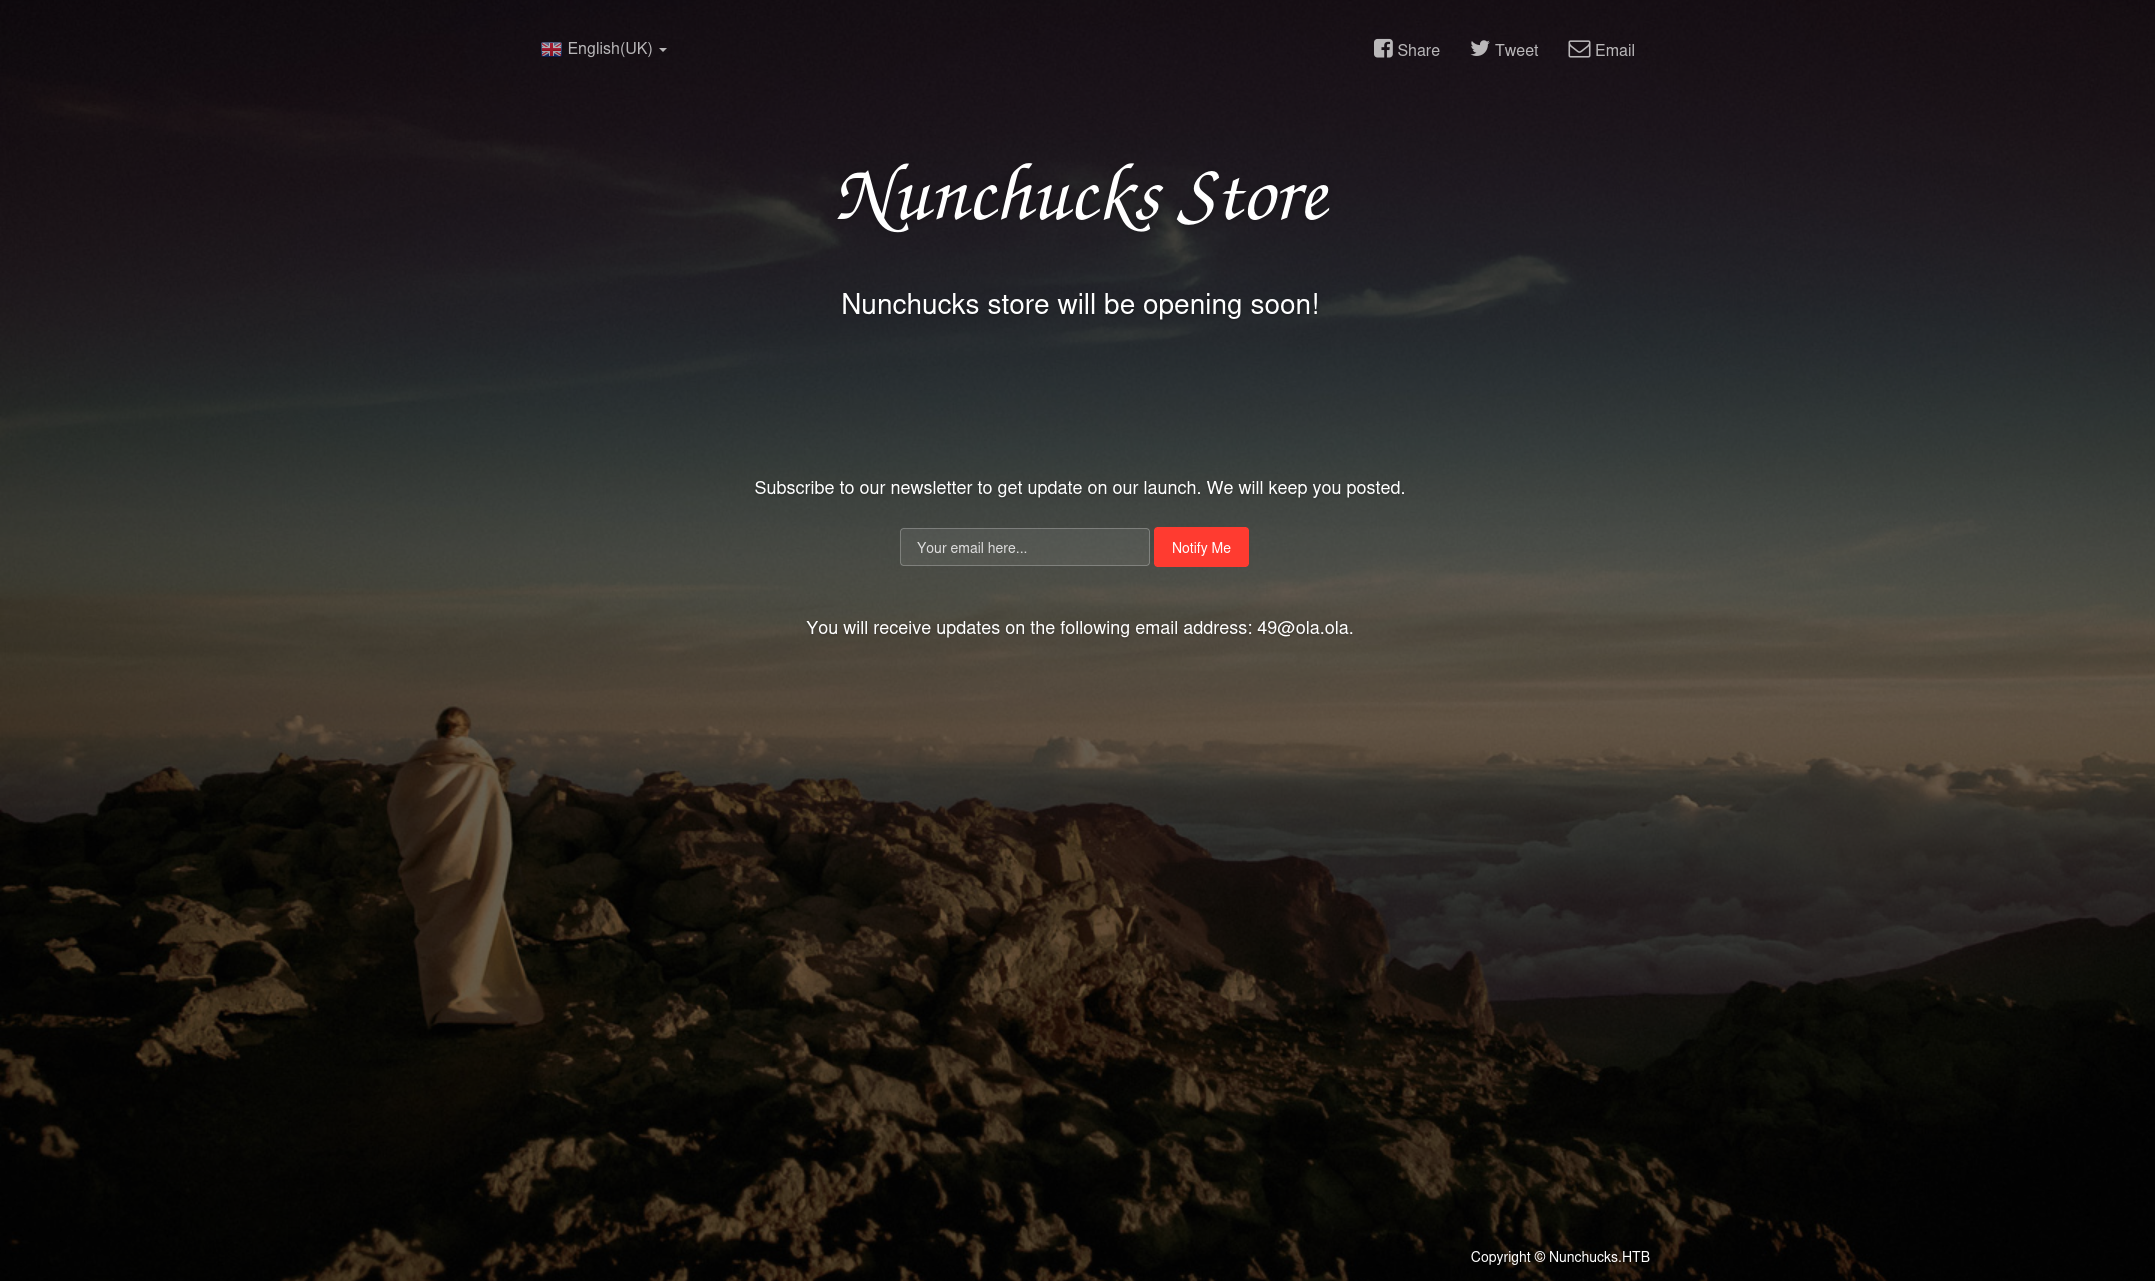 English(UK)
Share
Tweet
Email
Nunchucks Store
Nunchucks store will be opening soon!
Subscribe to our newsletter to get update on our launch. We will keep you posted.
Your email here...
Notify Me
You will receive updates on the following email address: 49@ola.ola.
Copyright © Nunchucks.HTB